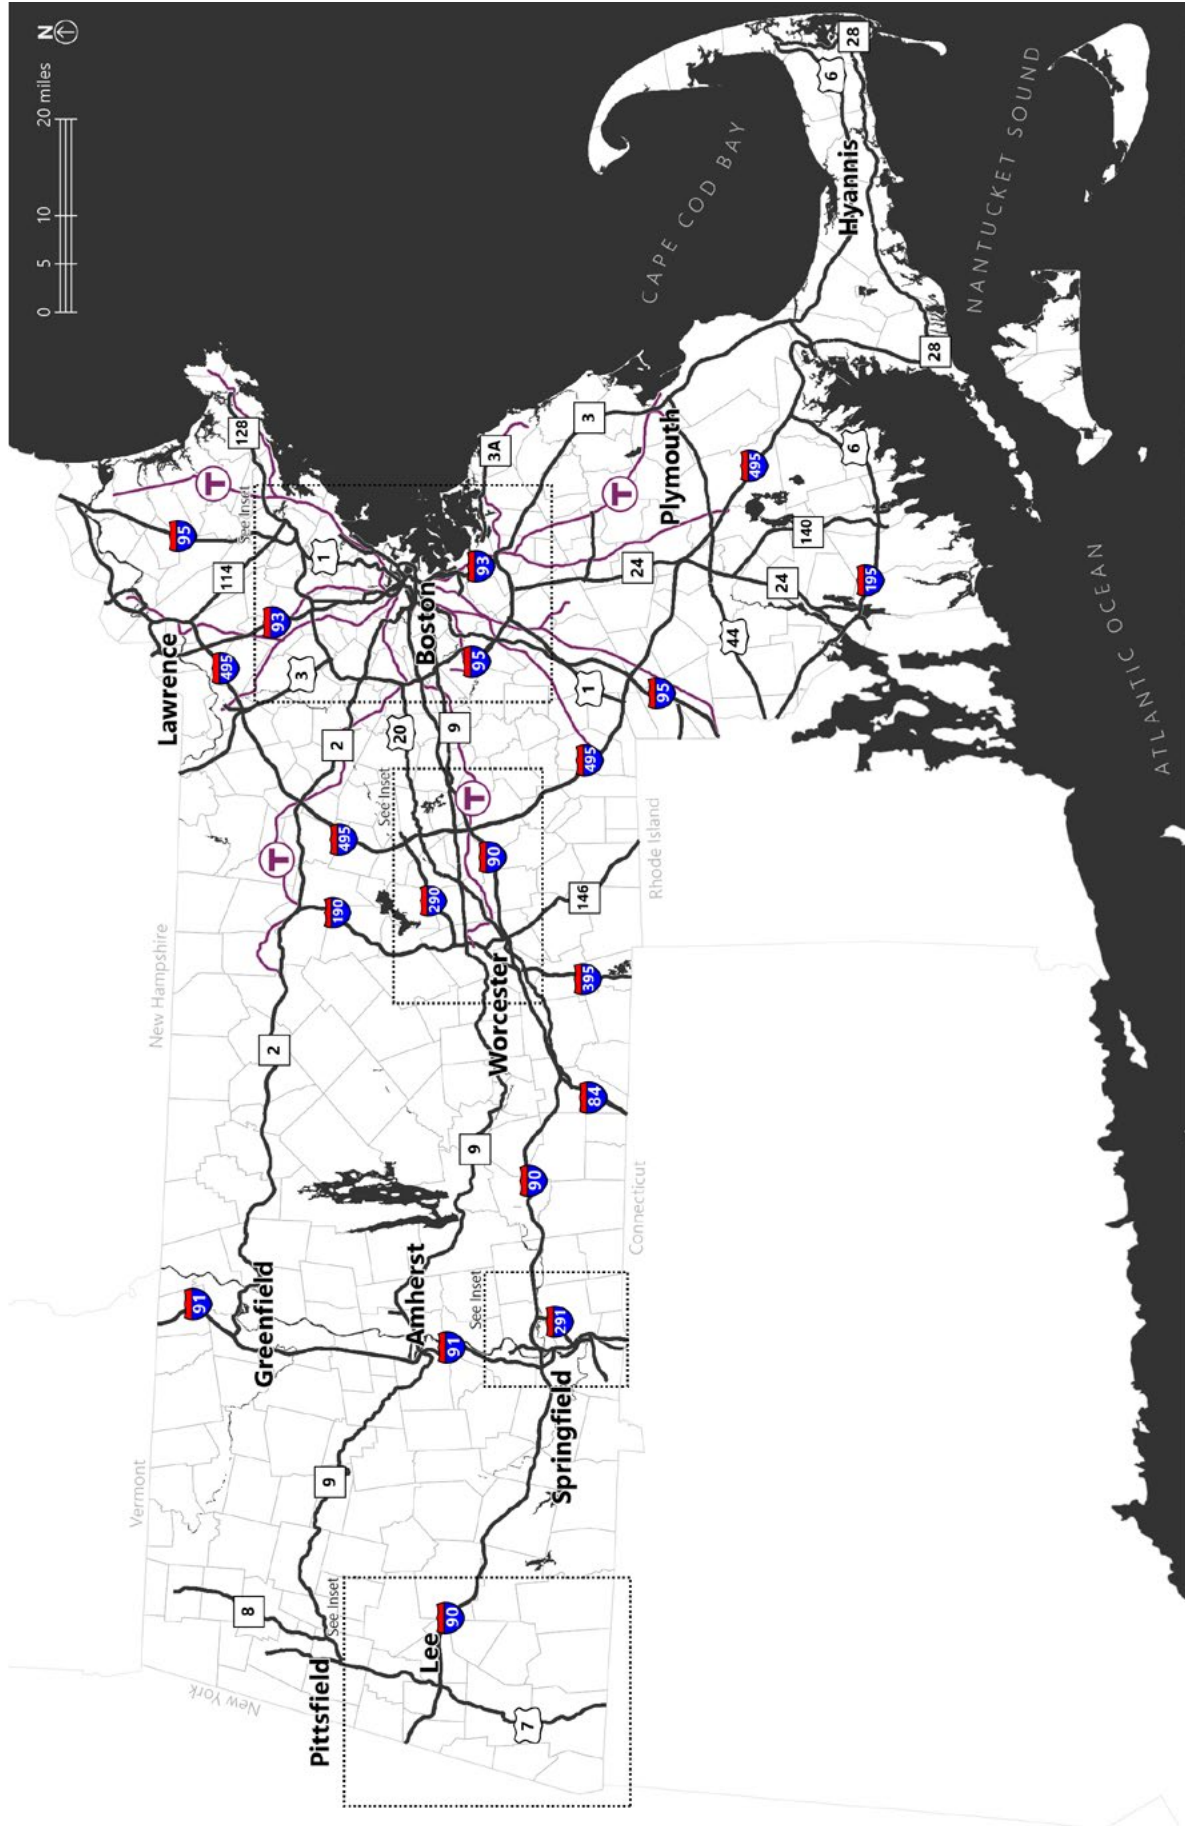 N
0 5 10 20 miles
New Hampshire
Vermont
New York
Lawrence
95
128
T
114
See Inset
91
495
93
1
8
2
Greenfield
T
3
190
2
495
Pittsfield
9
See Inset
20
See Inset
Amherst
290
Boston
Lee
90
91
9
9
T
95
93
3A
See Inset
Worcester
90
7
Springfield
291
90
84
395
146
495
1
3
T
Connecticut
Rhode Island
95
24
Plymouth
CAPE COD BAY
44
495
24
140
6
195
6
Hyannis
28
28
NANTUCKET SOUND
ATLANTIC OCEAN